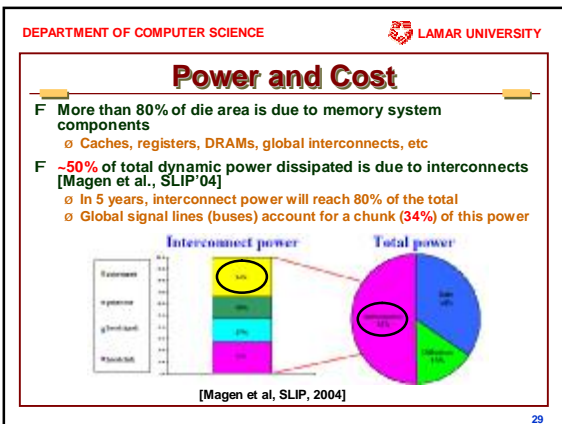 DEPARTMENT OF COMPUTER SCIENCE
LAMAR UNIVERSITY
Power and Cost
F More than 80% of die area is due to memory system
components
Ø Caches, registers, DRAMs, global interconnects, etc
F ~50% of total dynamic power dissipated is due to interconnects
[Magen et al., SLIP'04]
Ø In 5 years, interconnect power will reach 80% of the total
Ø Global signal lines (buses) account for a chunk (34%) of this power
Interconnect power
Total power
[Magen et al, SLIP, 2004]
29